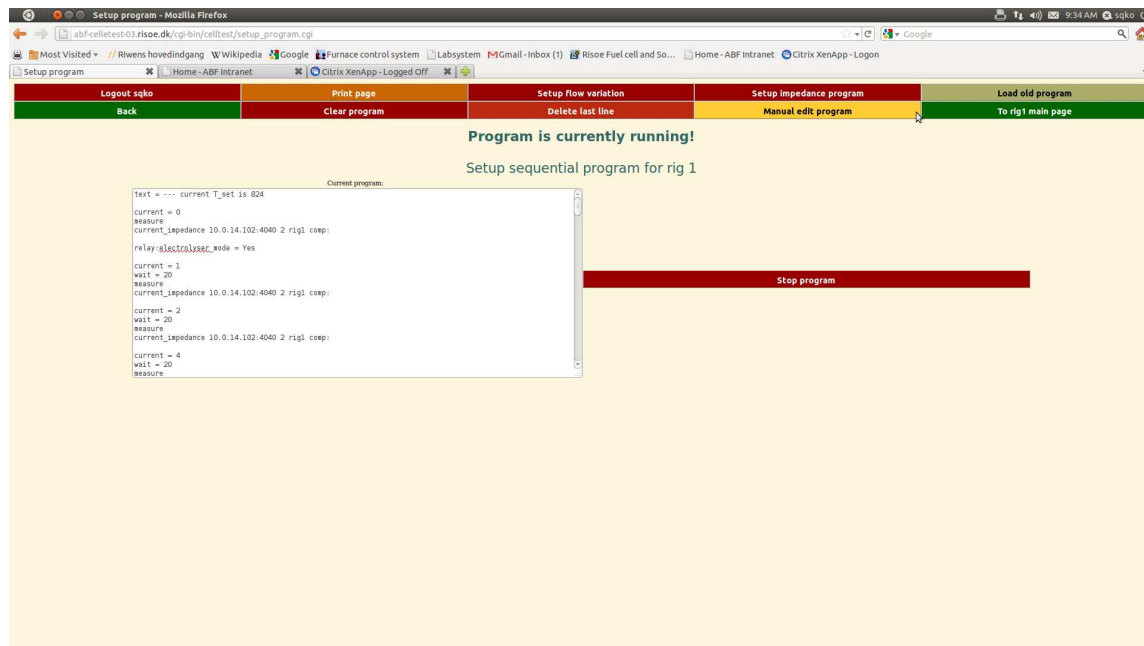 Setup program - Mozilla Firefox
9:34 AM sqko
abf-celletest-03.risoe.dk/cgi-bin/celltest/setup_program.cgi
Google
Most Visited Riwens hovedindgang Wikipedia Google Furnace control system Labsystem Gmail - Inbox (1) Risoe Fuel cell and So... Home - ABF Intranet Citrix XenApp - Logon
Setup program Home - ABF Intranet Citrix XenApp - Logged Off
Logout sqko Print page Setup flow variation Setup impedance program Load old program
Back Clear program Delete last line Manual edit program To rig1 main page
Program is currently running!
Setup sequential program for rig 1
Current program:
text = --- current T_set is 824
current = 0
measure
current_impedance 10.0.14.102:4040 2 rig1 comp:
relay:electrolyser_mode = Yes
current = 1
wait = 20
measure
current_impedance 10.0.14.102:4040 2 rig1 comp:
Stop program
current = 2
wait = 20
measure
current_impedance 10.0.14.102:4040 2 rig1 comp:
current = 4
wait = 20
measure